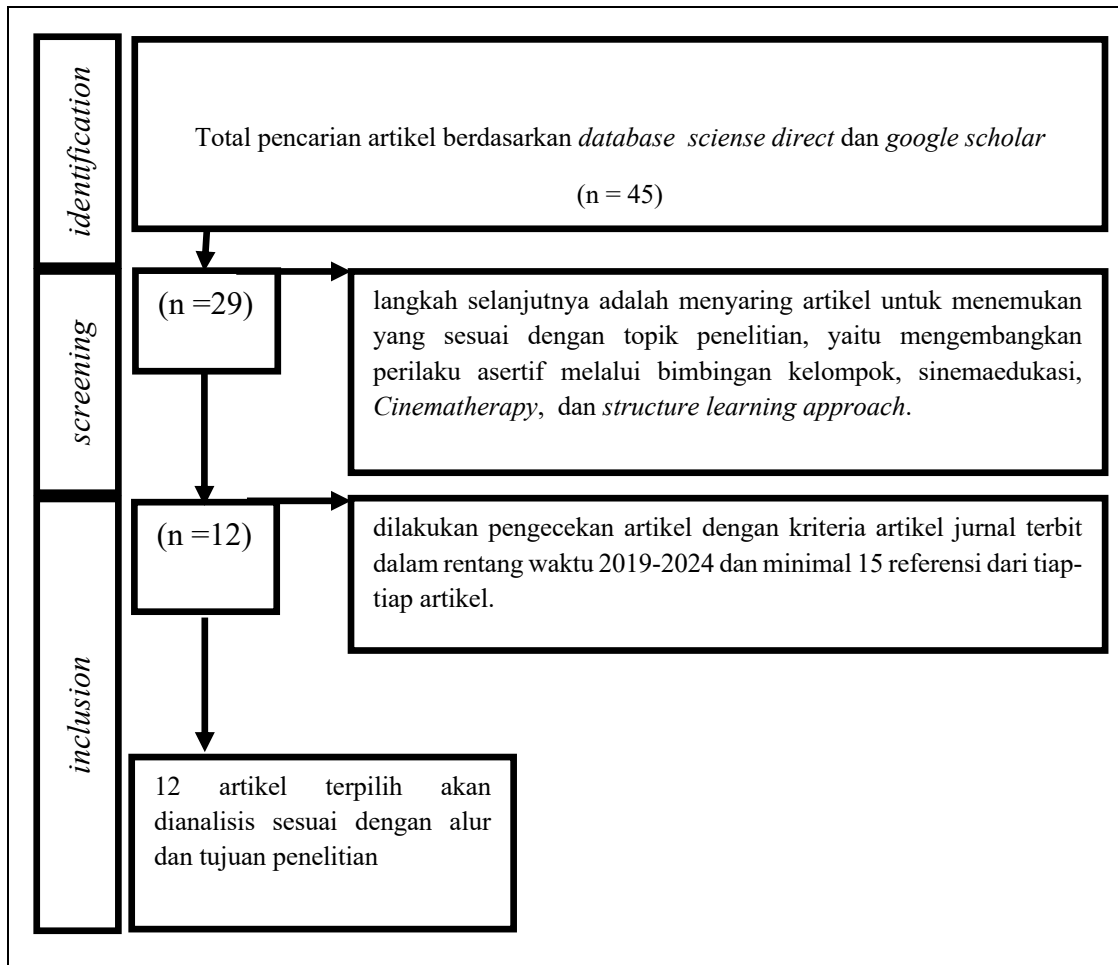 identification
Total pencarian artikel berdasarkan database sciense direct dan google scholar
(n = 45)
screening
(n =29)
langkah selanjutnya adalah menyaring artikel untuk menemukan
yang sesuai dengan topik penelitian, yaitu mengembangkan
perilaku asertif melalui bimbingan kelompok, sinemaedukasi,
Cinematherapy, dan structure learning approach.
inclusion
(n =12)
dilakukan pengecekan artikel dengan kriteria artikel jurnal terbit
dalam rentang waktu 2019-2024 dan minimal 15 referensi dari tiap-
tiap artikel.
12 artikel terpilih akan
dianalisis sesuai dengan alur
dan tujuan penelitian